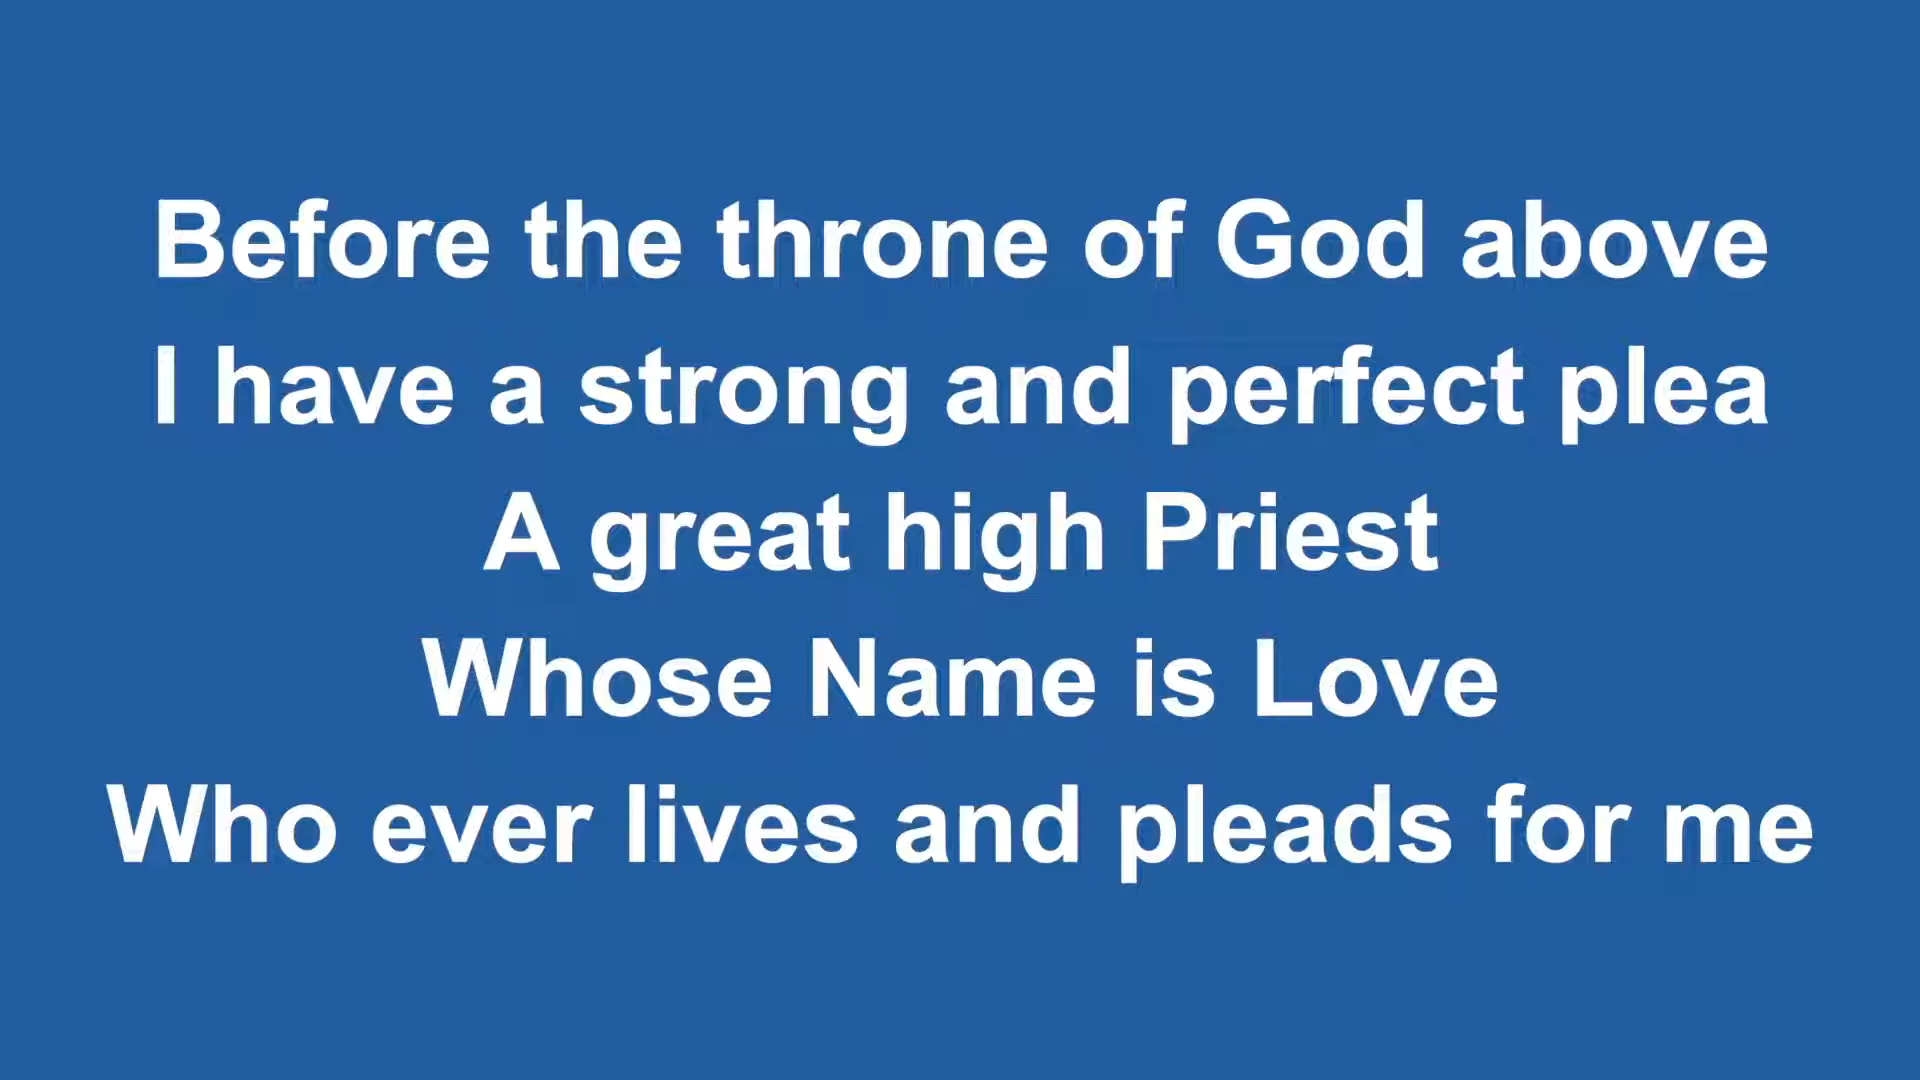 Before the throne of God above
I have a strong and perfect plea
A great high Priest
Whose Name is Love
Who ever lives and pleads for me